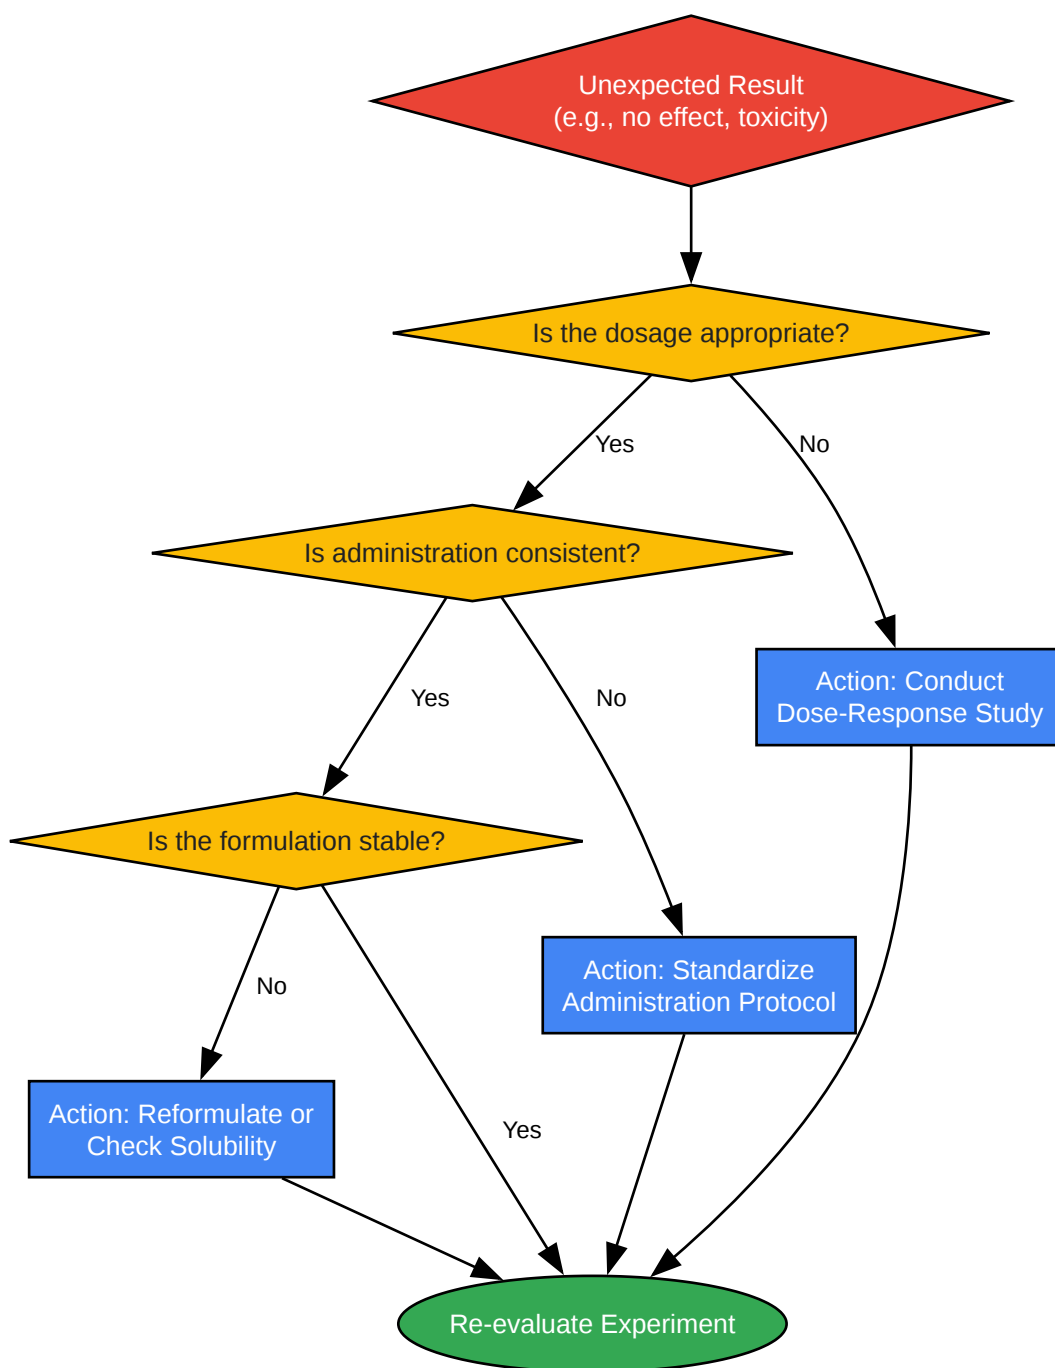 Unexpected Result
(e.g., no effect, toxicity)
Is the dosage appropriate?
Yes
No
Is administration consistent?
Action: Conduct
Dose-Response Study
Yes
No
Is the formulation stable?
Action: Standardize
Administration Protocol
No
Action: Reformulate or
Check Solubility
Yes
Re-evaluate Experiment